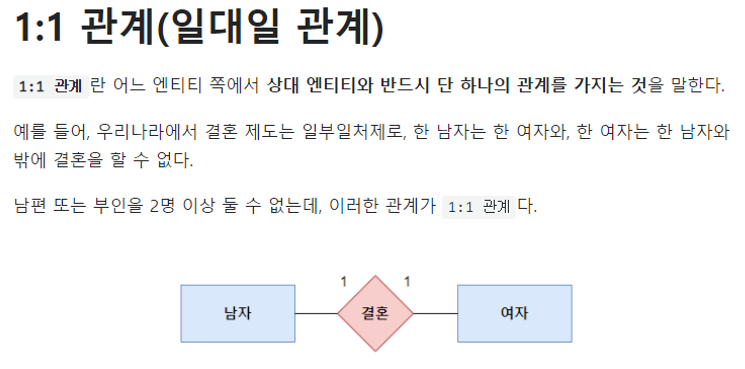 1:1 관계(일대일 관계)
1:1 관계란 어느 엔티티 쪽에서 상대 엔티티와 반드시 단 하나의 관계를 가지는 것을 말한다.
예를 들어, 우리나라에서 결혼 제도는 일부일처제로, 한 남자는 한 여자와, 한 여자는 한 남자와
밖에 결혼을 할 수 없다.
남편 또는 부인을 2명 이상 둘 수 없는데, 이러한 관계가 1:1 관계다.
1 1
남자 결혼 여자